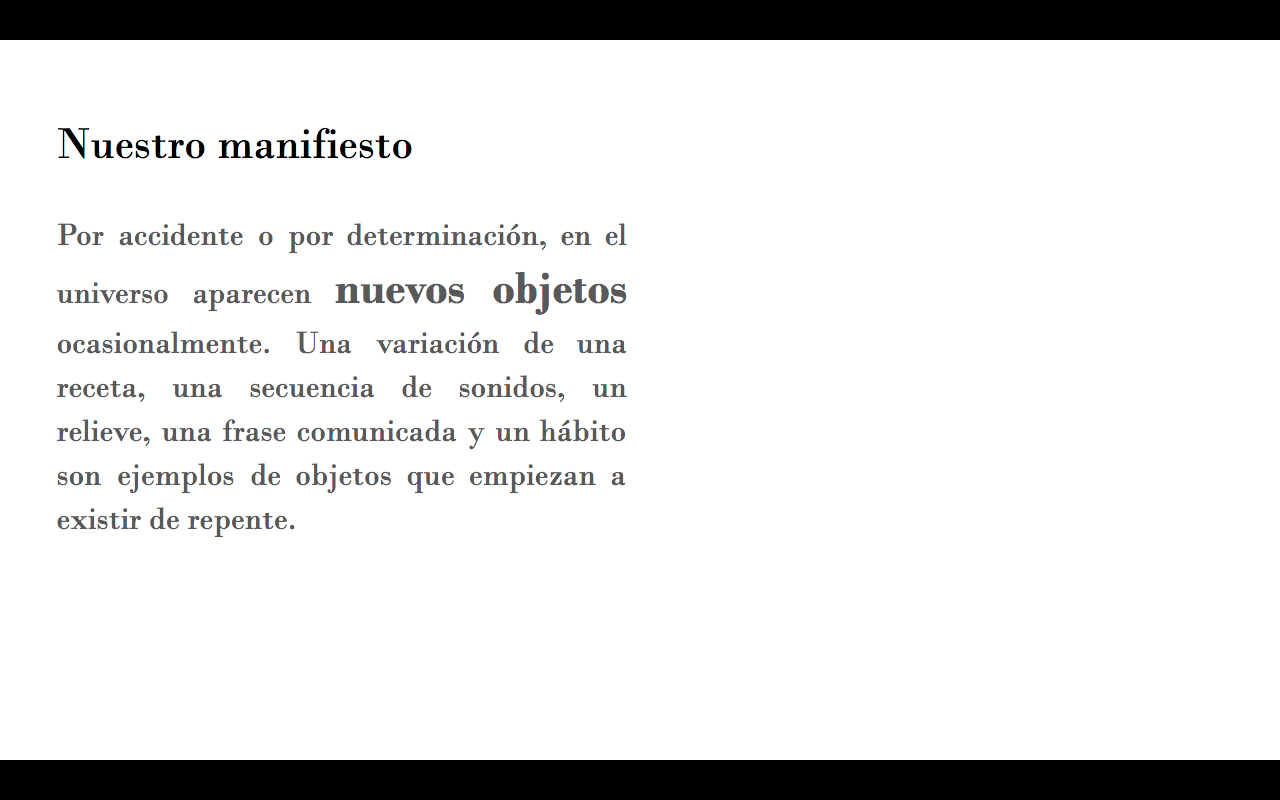 Nuestro manifiesto
Por accidente o por determinación, en el
universo aparecen nuevos objetos
ocasionalmente. Una variación de una
receta, una secuencia de sonidos, un
relieve, una frase comunicada y un hábito
son ejemplos de objetos que empiezan a
existir de repente.